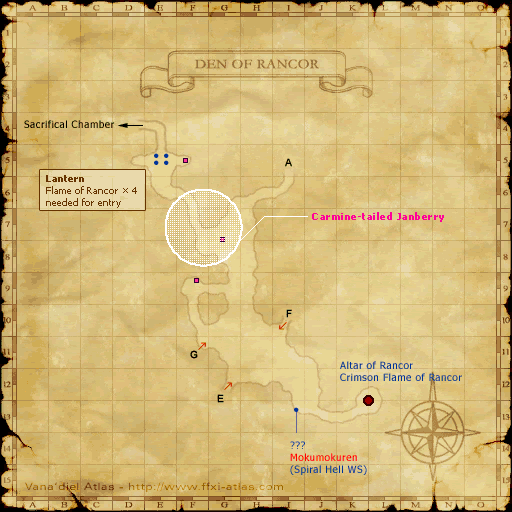 A B C D E F G H I J K L M N O
1
2
3
4
5
6
7
8
9
10
11
12
13
14
15
DEN OF RANCOR
Sacrifical Chamber
A
Lantern
Flame of Rancor × 4
needed for entry
Carmine-tailed Janberry
F
G
Altar of Rancor
Crimson Flame of Rancor
E
???
Mokumokuren
(Spiral Hell WS)
Vana'diel Atlas - http://www.ffxi-atlas.com